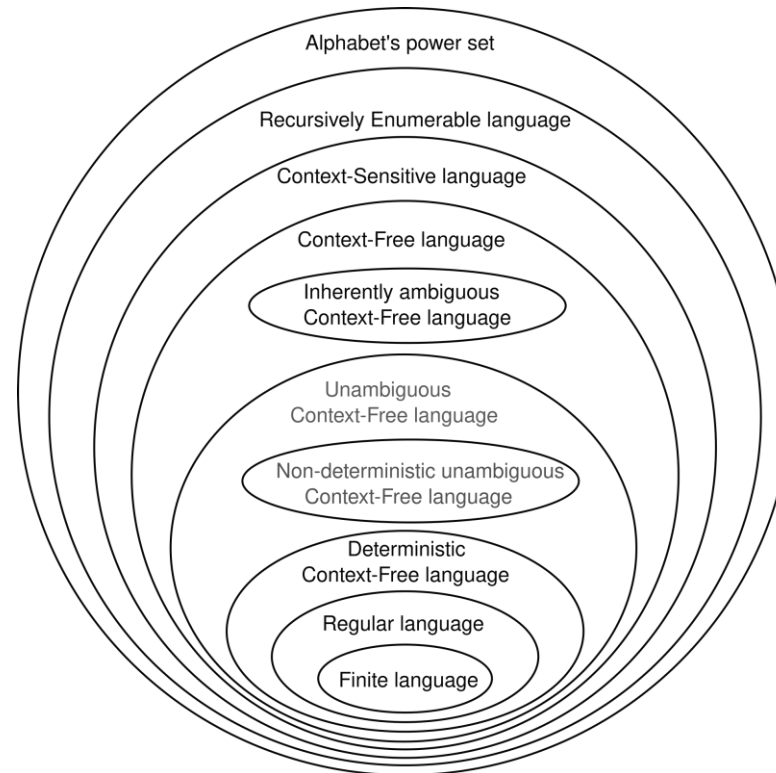 Alphabet's power set
Recursively Enumerable language
Context-Sensitive language
Context-Free language
Inherently ambiguous
Context-Free language
Unambiguous
Context-Free language
Non-deterministic unambiguous
Context-Free language
Deterministic
Context-Free language
Regular language
Finite language